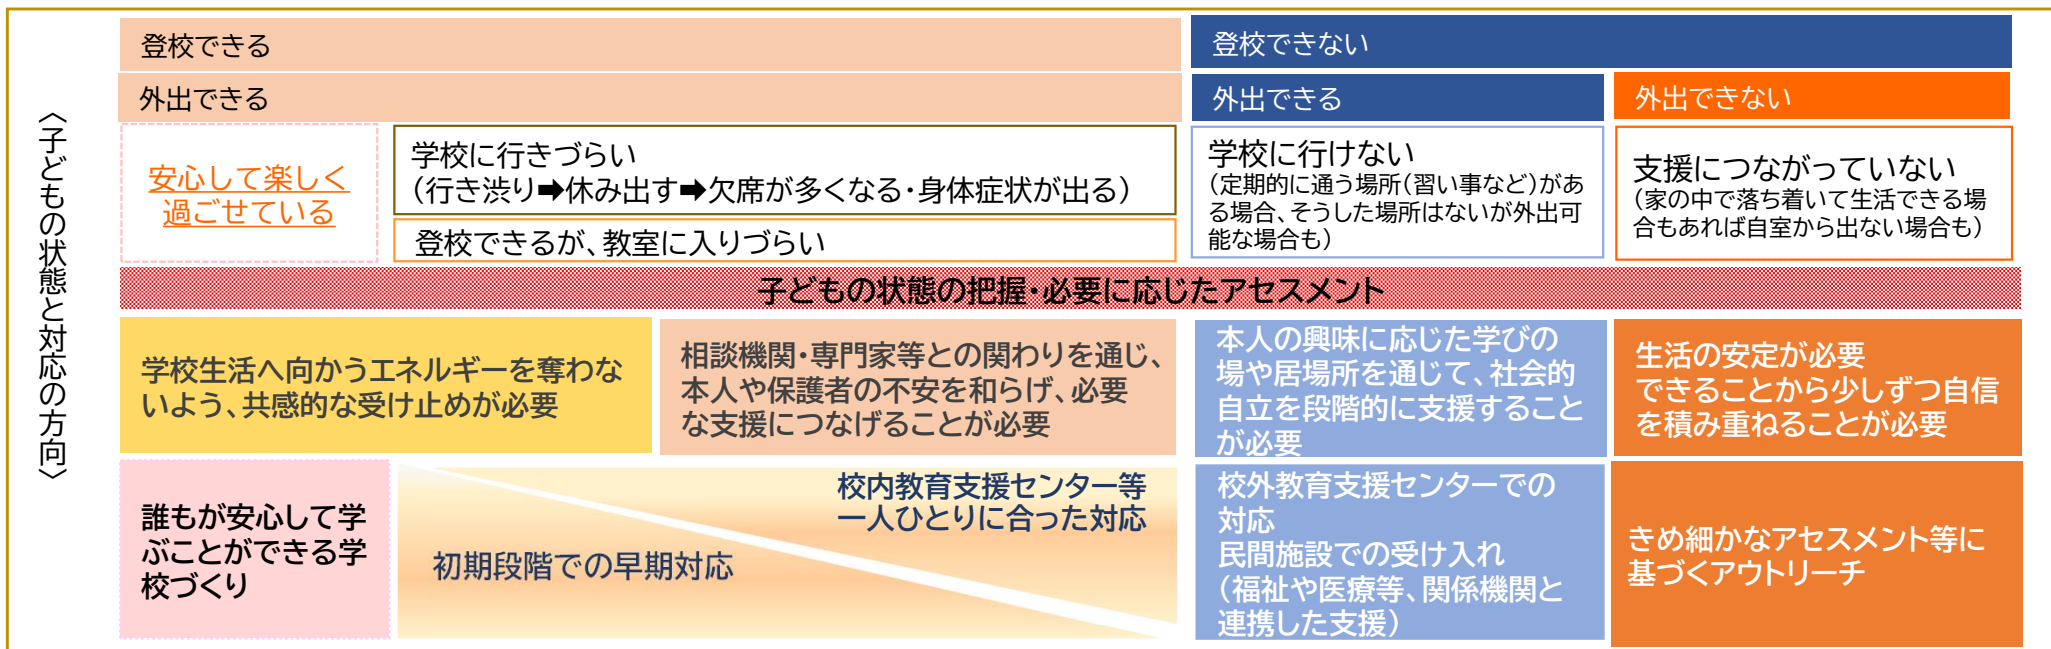 〈子どもの状態と対応の方向〉
登校できる
登校できない
外出できる
外出できる
外出できない
安心して楽しく
過ごせている
学校に行きづらい
（行き渋り➡休み出す➡欠席が多くなる・身体症状が出る）
登校できるが、教室に入りづらい
学校に行けない
（定期的に通う場所（習い事など）があ
る場合、そうした場所はないが外出可
能な場合も）
支援につながっていない
（家の中で落ち着いて生活できる場
合もあれば自室から出ない場合も）
子どもの状態の把握・必要に応じたアセスメント
学校生活へ向かうエネルギーを奪わな
いよう、共感的な受け止めが必要
相談機関・専門家等との関わりを通じ、
本人や保護者の不安を和らげ、必要
な支援につなげることが必要
本人の興味に応じた学びの
場や居場所を通じて、社会的
自立を段階的に支援すること
が必要
生活の安定が必要
できることから少しずつ自信
を積み重ねることが必要
誰もが安心して学
ぶことができる学
校づくり
初期段階での早期対応
校内教育支援センター等
一人ひとりに合った対応
校外教育支援センターでの
対応
民間施設での受け入れ
（福祉や医療等、関係機関と
連携した支援）
きめ細かなアセスメント等に
基づくアウトリーチ